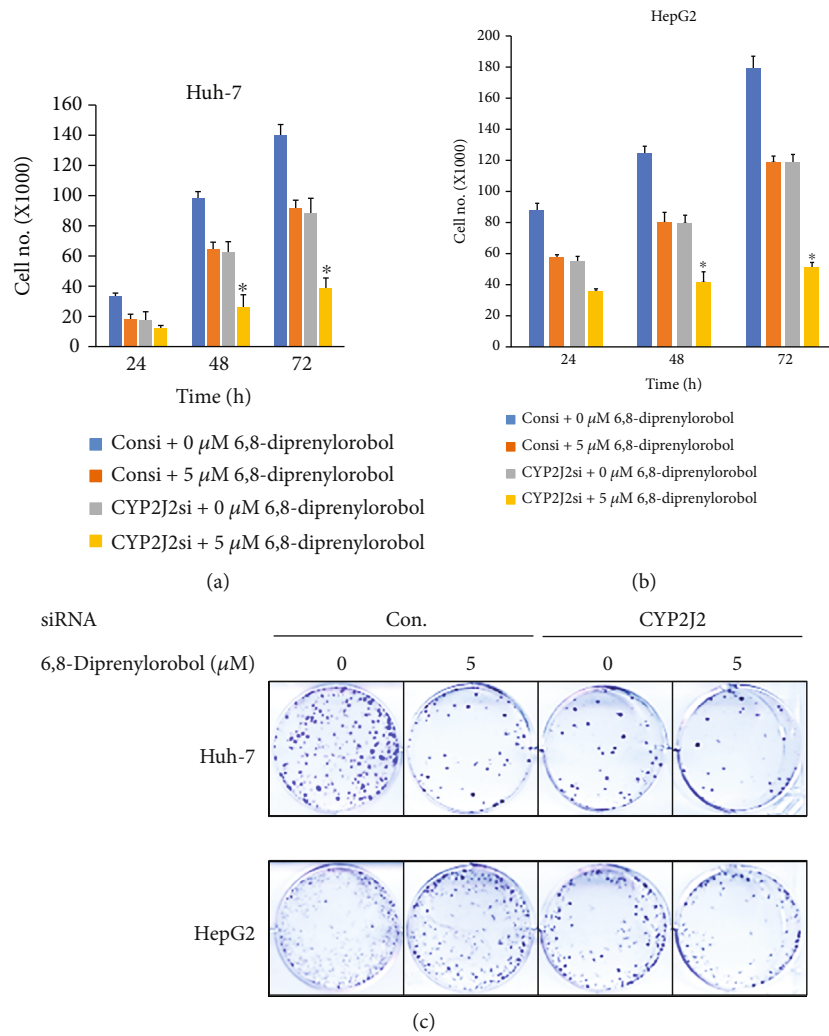 Huh-7
Cell no. (X1000)
160
140
120
100
80
60
40
20
0
*
*
24
48
72
Time (h)
Consi + 0 μM 6,8-diprenylorobol
Consi + 5 μM 6,8-diprenylorobol
CYP2J2si + 0 μM 6,8-diprenylorobol
CYP2J2si + 5 μM 6,8-diprenylorobol
(a)
HepG2
Cell no. (X1000)
200
180
160
140
120
100
80
60
40
20
0
*
*
24
48
72
Time (h)
Consi + 0 μM 6,8-diprenylorobol
Consi + 5 μM 6,8-diprenylorobol
CYP2J2si + 0 μM 6,8-diprenylorobol
CYP2J2si + 5 μM 6,8-diprenylorobol
(b)
siRNA Con. CYP2J2
6,8-Diprenylorobol (μM) 0 5 0 5
Huh-7
HepG2
(c)